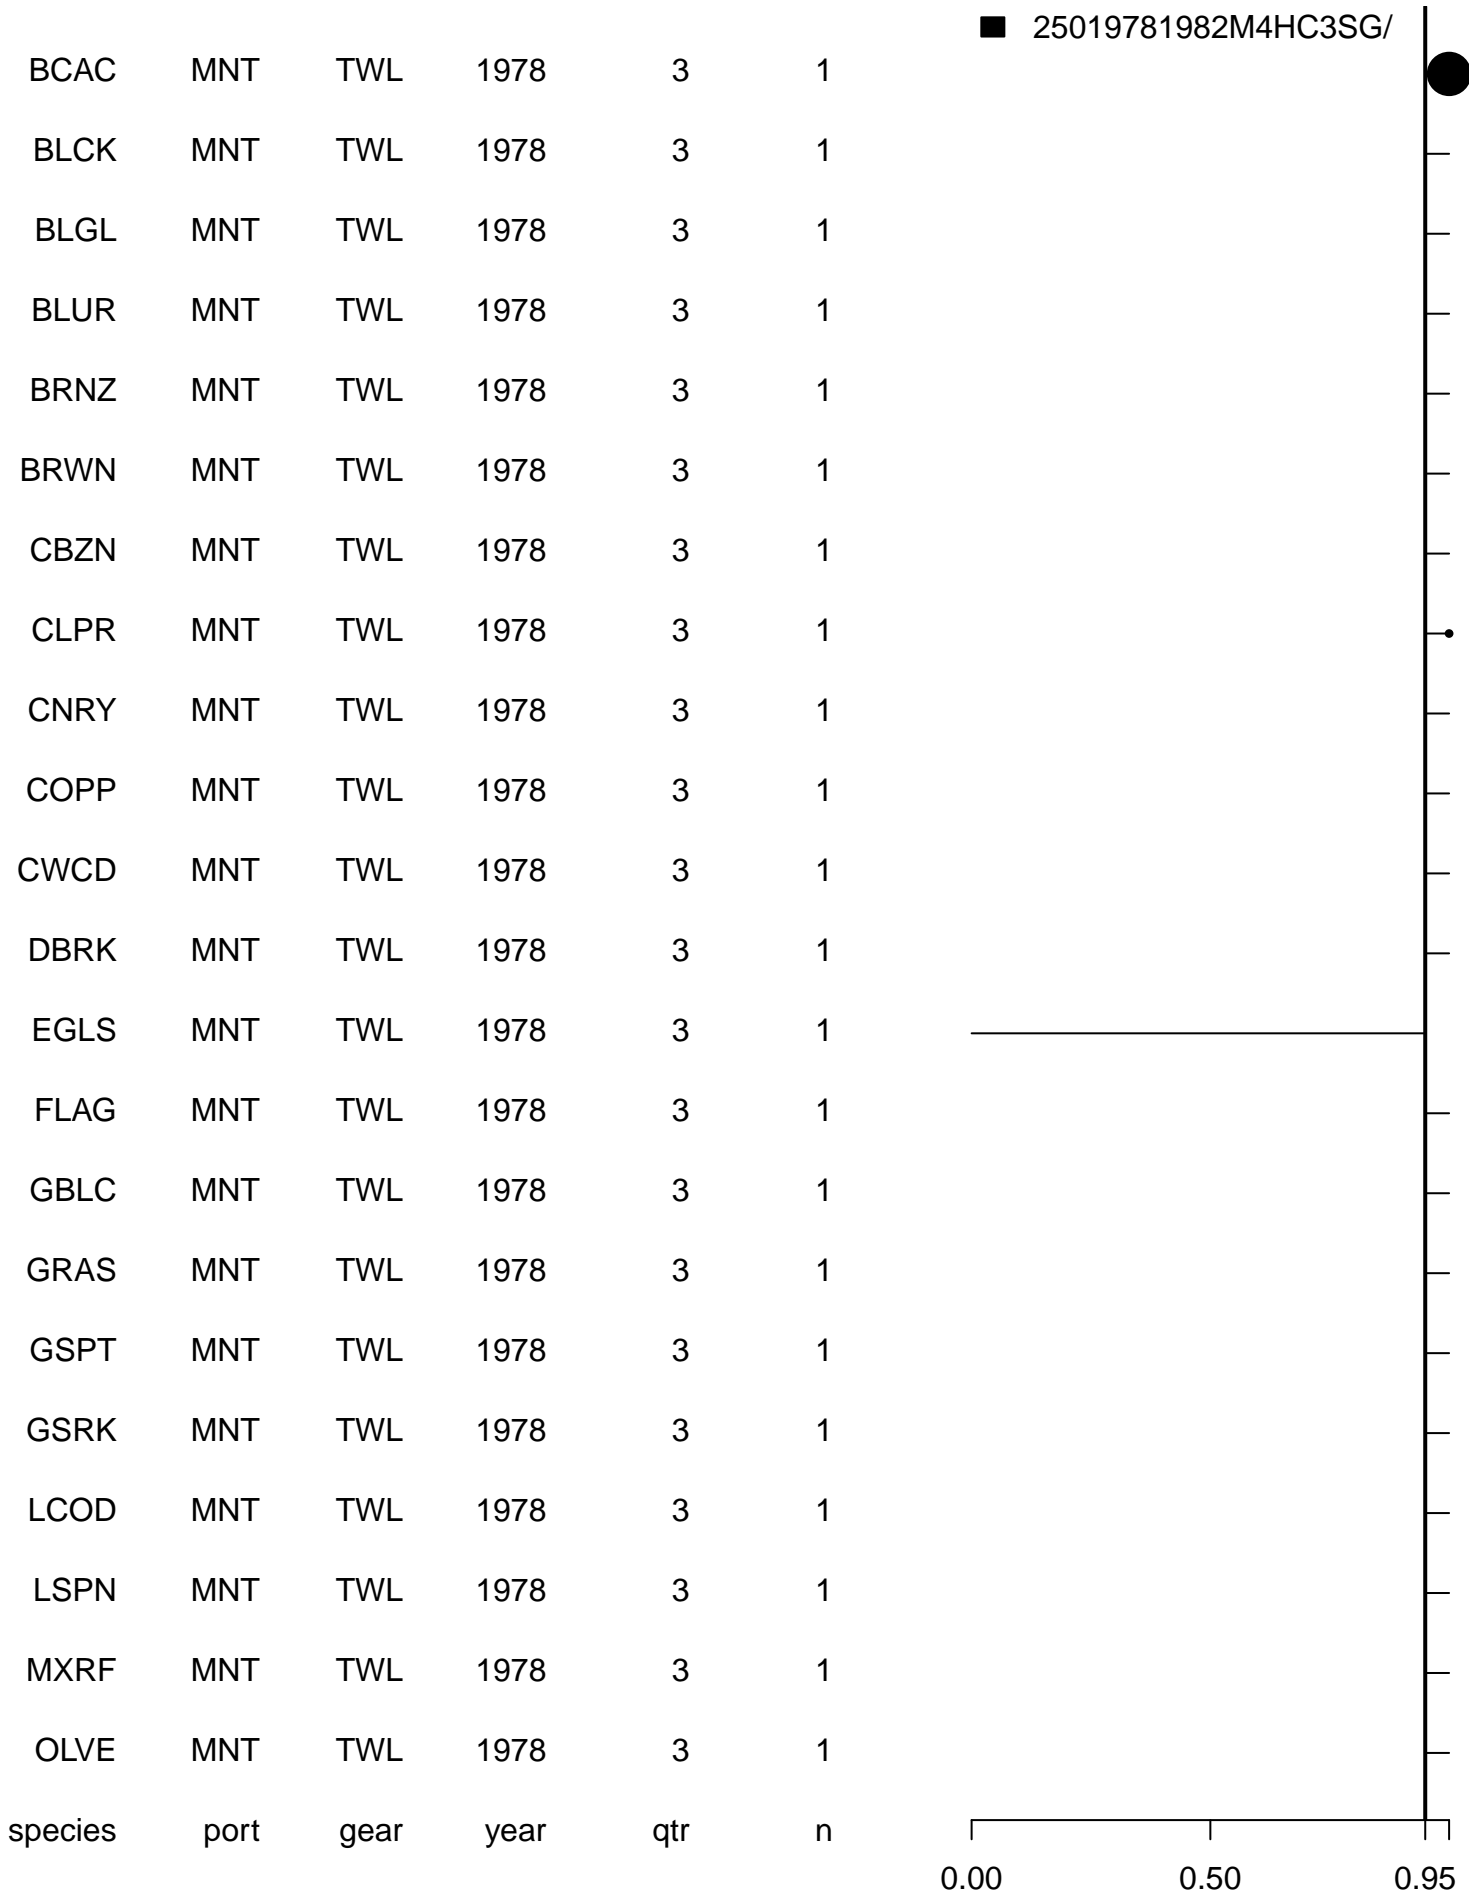 25019781982M4HC3SG/
BCAC MNT TWL 1978 3 1
BLCK MNT TWL 1978 3 1
BLGL MNT TWL 1978 3 1
BLUR MNT TWL 1978 3 1
BRNZ MNT TWL 1978 3 1
BRWN MNT TWL 1978 3 1
CBZN MNT TWL 1978 3 1
CLPR MNT TWL 1978 3 1
CNRY MNT TWL 1978 3 1
COPP MNT TWL 1978 3 1
CWCD MNT TWL 1978 3 1
DBRK MNT TWL 1978 3 1
EGLS MNT TWL 1978 3 1
FLAG MNT TWL 1978 3 1
GBLC MNT TWL 1978 3 1
GRAS MNT TWL 1978 3 1
GSPT MNT TWL 1978 3 1
GSRK MNT TWL 1978 3 1
LCOD MNT TWL 1978 3 1
LSPN MNT TWL 1978 3 1
MXRF MNT TWL 1978 3 1
OLVE MNT TWL 1978 3 1
species port gear year qtr n
0.00 0.50 0.95